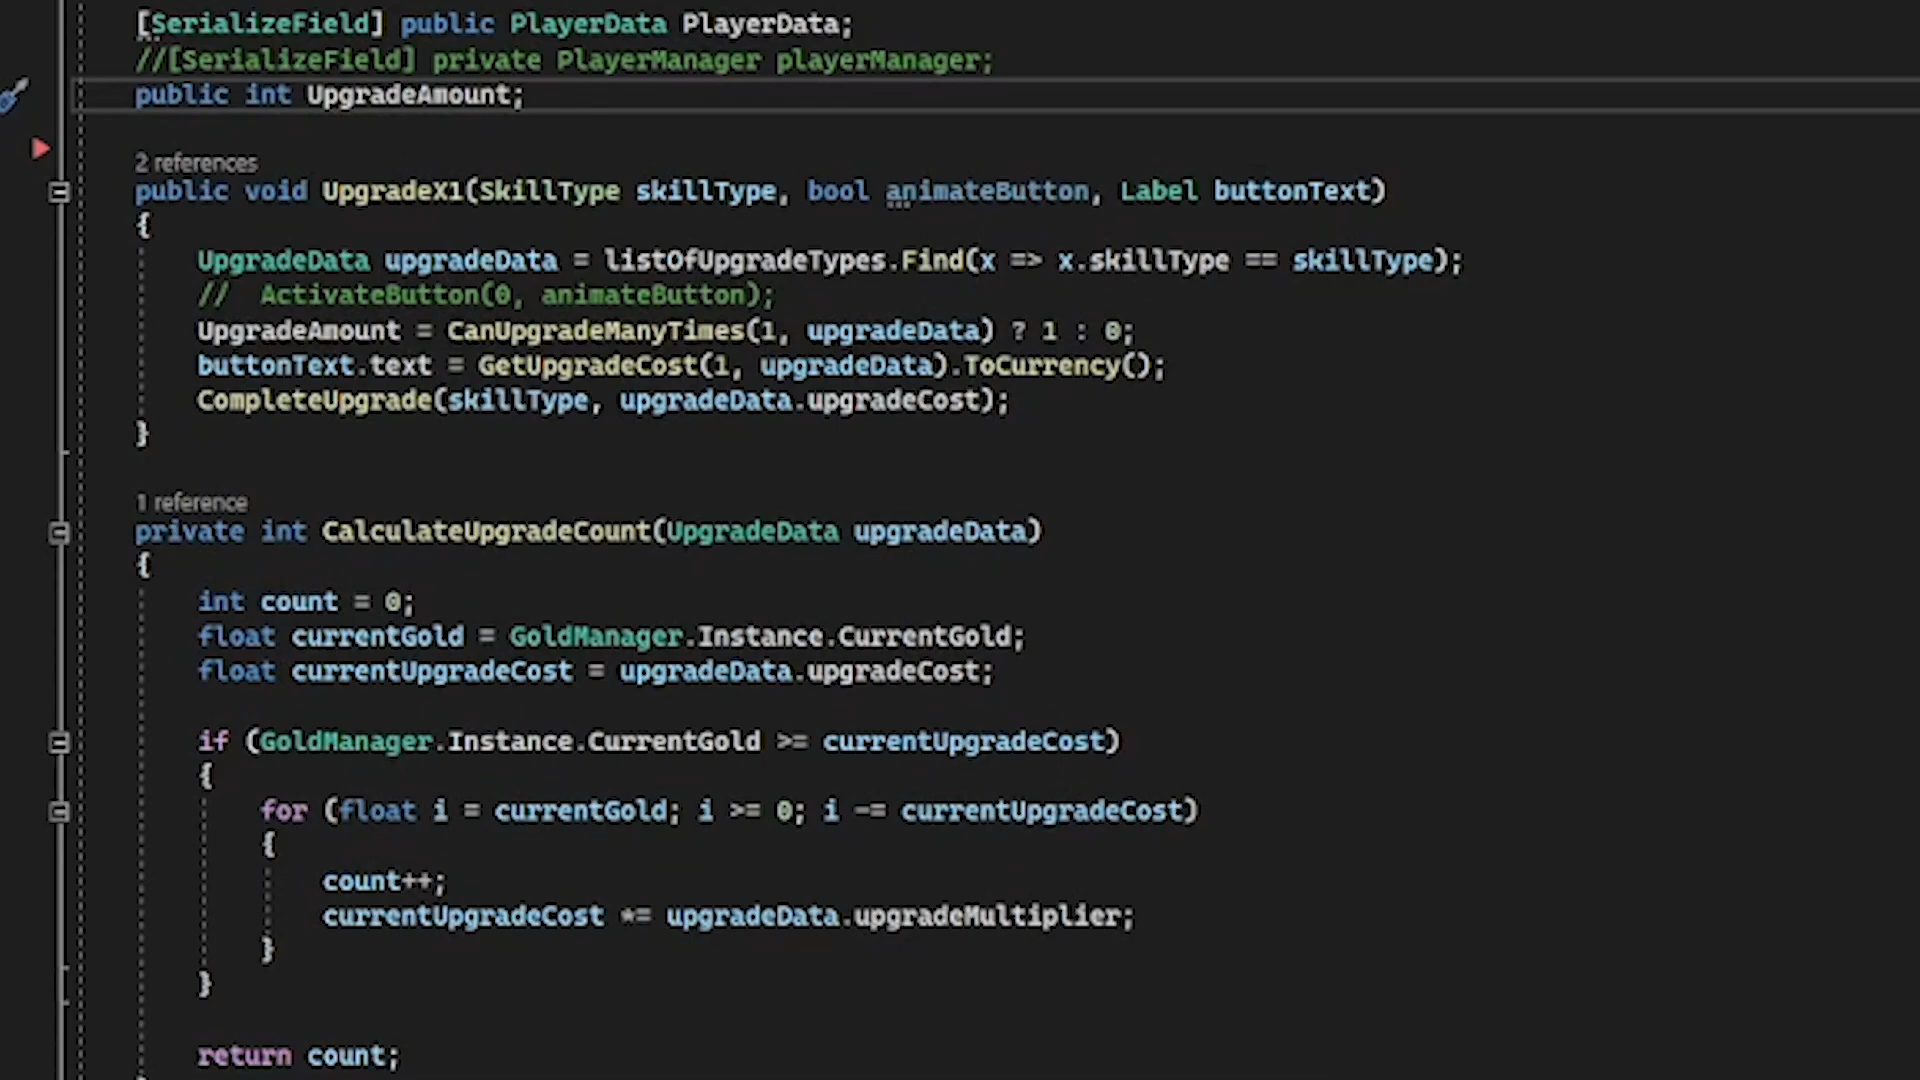 [SerializeField] public PlayerData PlayerData;
//[SerializeField] private PlayerManager playerManager;
public int UpgradeAmount;
2 references
public void UpgradeX1(SkillType skillType, bool animateButton, Label buttonText)
{
UpgradeData upgradeData = listOfUpgradeTypes.Find(x => x.skillType == skillType);
//  ActivateButton(0, animateButton);
UpgradeAmount = CanUpgradeManyTimes(1, upgradeData) ? 1 : 0;
buttonText.text = GetUpgradeCost(1, upgradeData).ToCurrency();
CompleteUpgrade(skillType, upgradeData.upgradeCost);
}
1 reference
private int CalculateUpgradeCount(UpgradeData upgradeData)
{
int count = 0;
float currentGold = GoldManager.Instance.CurrentGold;
float currentUpgradeCost = upgradeData.upgradeCost;
if (GoldManager.Instance.CurrentGold >= currentUpgradeCost)
{
for (float i = currentGold; i >= 0; i -= currentUpgradeCost)
{
count++;
currentUpgradeCost *= upgradeData.upgradeMultiplier;
}
}
return count;